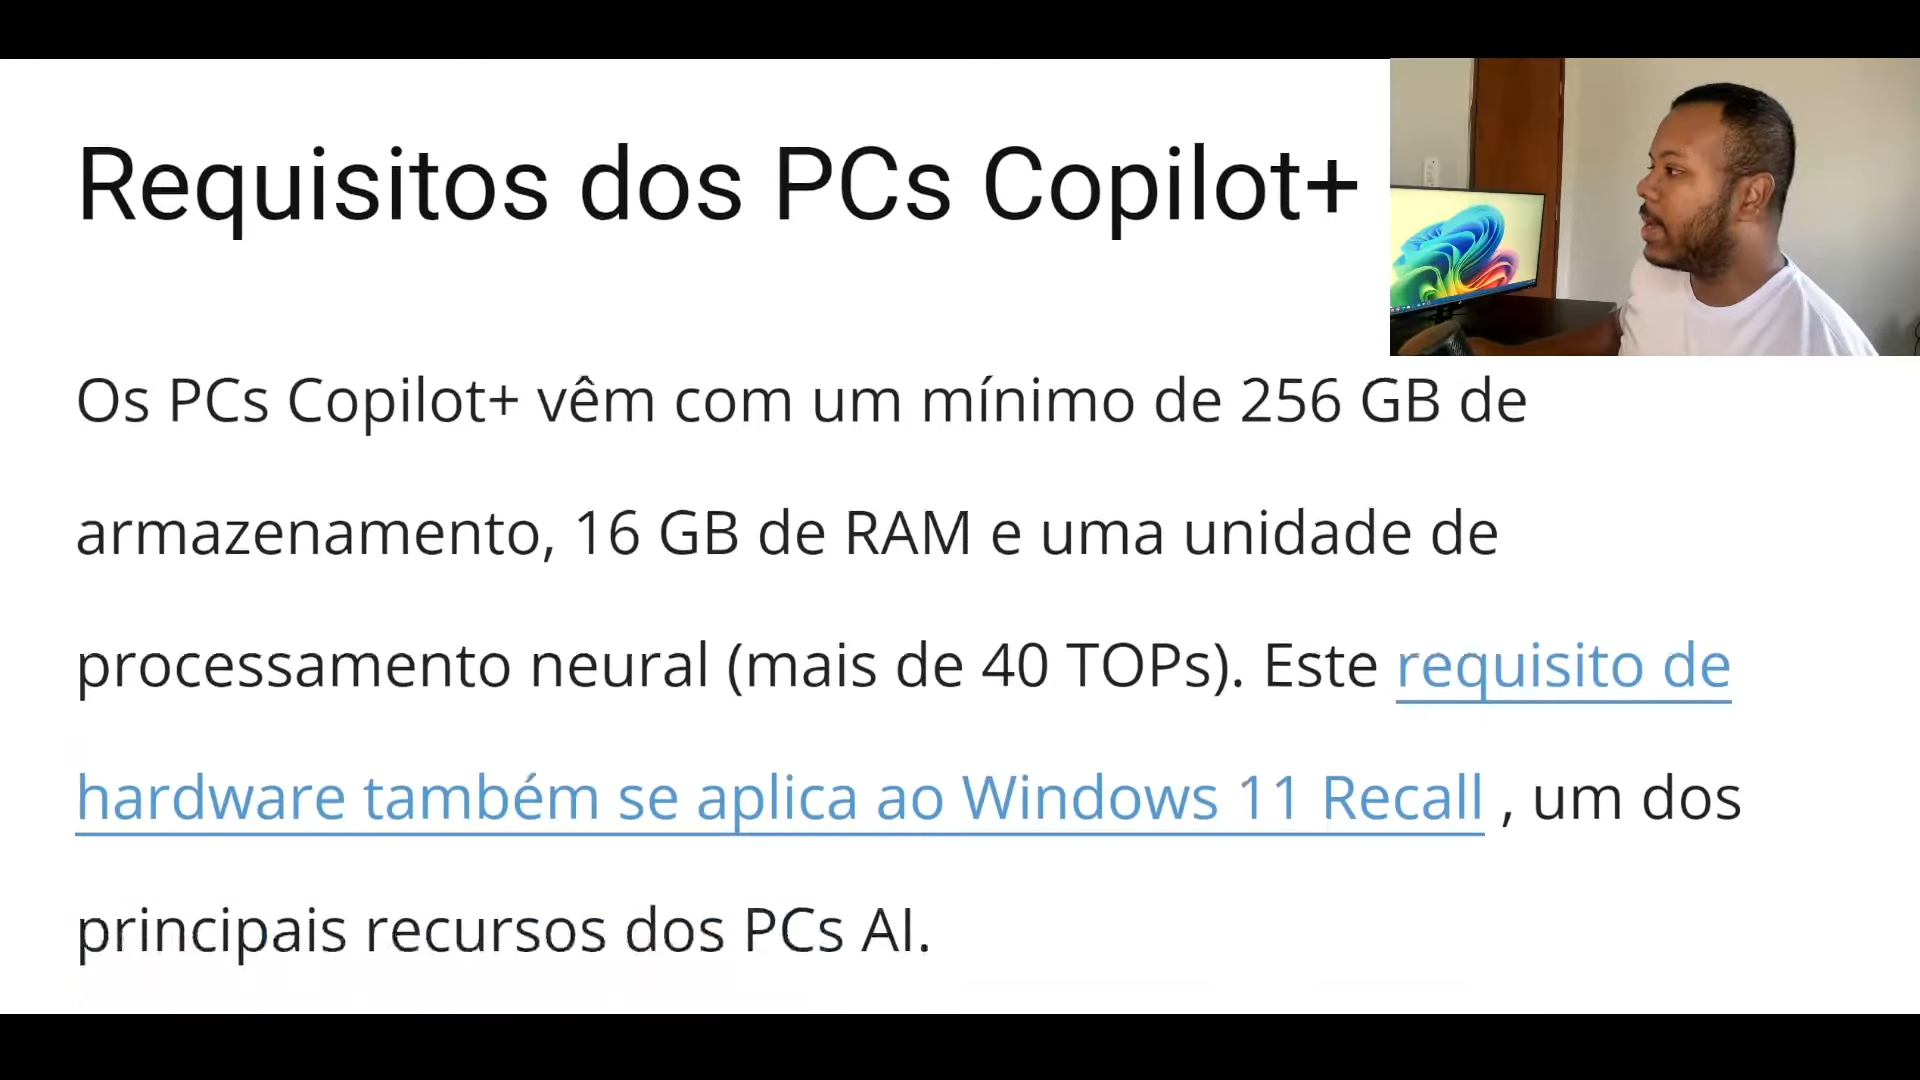 Requisitos dos PCs Copilot+
Os PCs Copilot+ vêm com um mínimo de 256 GB de
armazenamento, 16 GB de RAM e uma unidade de
processamento neural (mais de 40 TOPs). Este requisito de
hardware também se aplica ao Windows 11 Recall , um dos
principais recursos dos PCs AI.